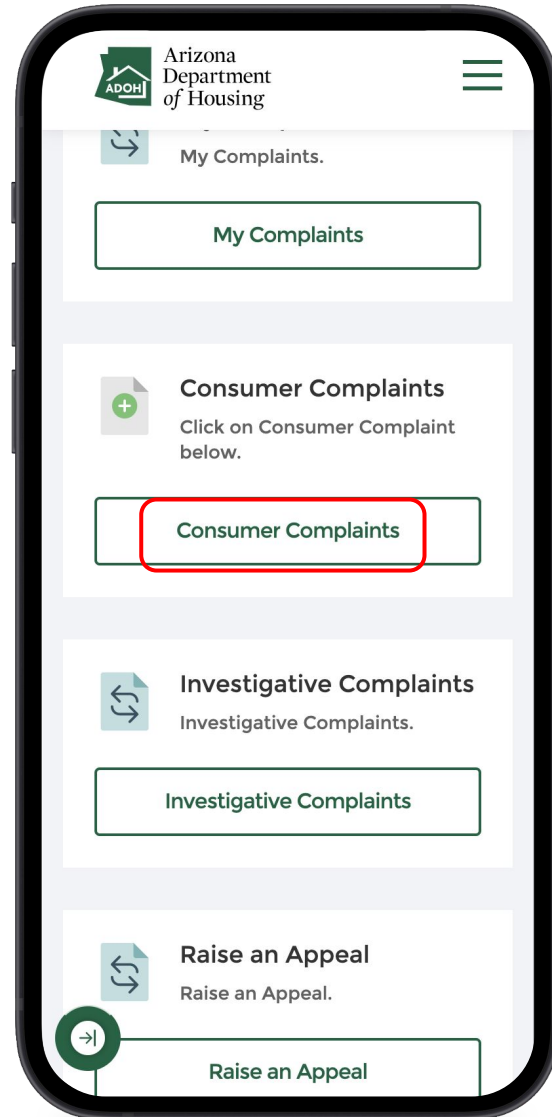 ADOH
Arizona
Department
of Housing
My Complaints.
My Complaints
Consumer Complaints
Click on Consumer Complaint
below.
Consumer Complaints
Investigative Complaints
Investigative Complaints.
Investigative Complaints
Raise an Appeal
Raise an Appeal.
Raise an Appeal